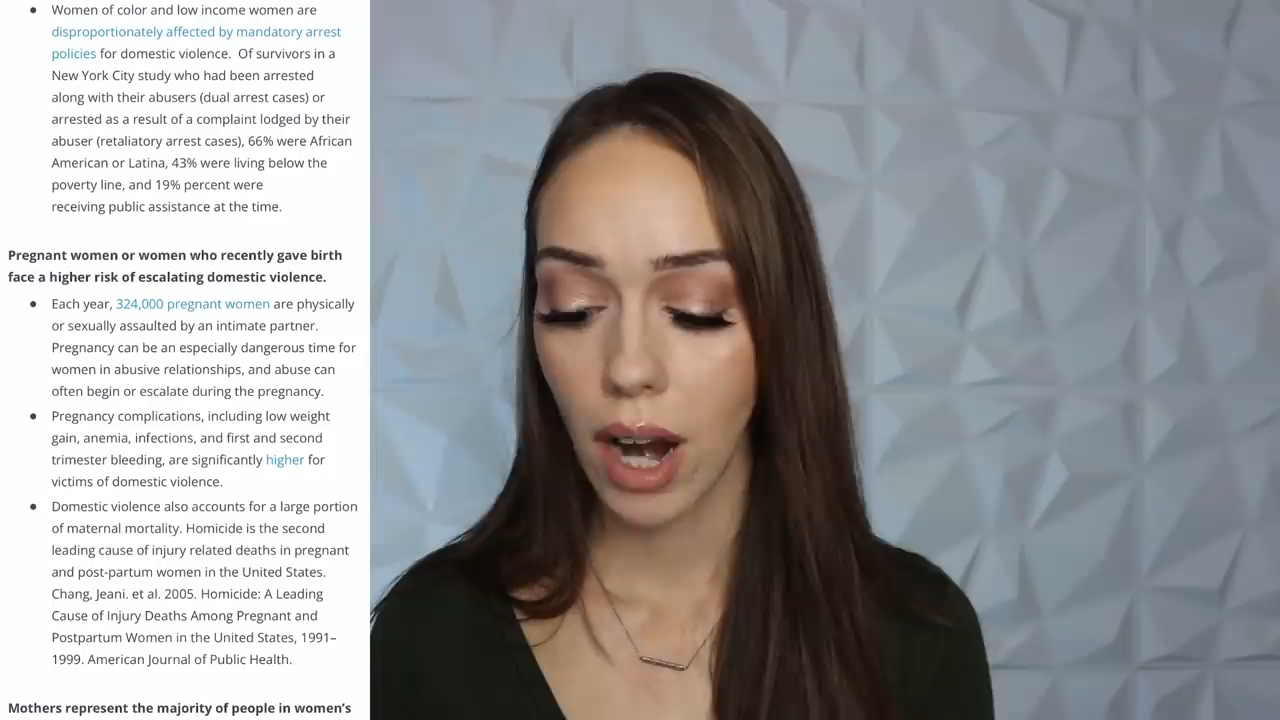 Women of color and low income women are
disproportionately affected by mandatory arrest
policies for domestic violence.  Of survivors in a
New York City study who had been arrested
along with their abusers (dual arrest cases) or
arrested as a result of a complaint lodged by their
abuser (retaliatory arrest cases), 66% were African
American or Latina, 43% were living below the
poverty line, and 19% percent were
receiving public assistance at the time.
Pregnant women or women who recently gave birth
face a higher risk of escalating domestic violence.
Each year, 324,000 pregnant women are physically
or sexually assaulted by an intimate partner.
Pregnancy can be an especially dangerous time for
women in abusive relationships, and abuse can
often begin or escalate during the pregnancy.
Pregnancy complications, including low weight
gain, anemia, infections, and first and second
trimester bleeding, are significantly higher for
victims of domestic violence.
Domestic violence also accounts for a large portion
of maternal mortality. Homicide is the second
leading cause of injury related deaths in pregnant
and post-partum women in the United States.
Chang, Jeani. et al. 2005. Homicide: A Leading
Cause of Injury Deaths Among Pregnant and
Postpartum Women in the United States, 1991–
1999. American Journal of Public Health.
Mothers represent the majority of people in women's